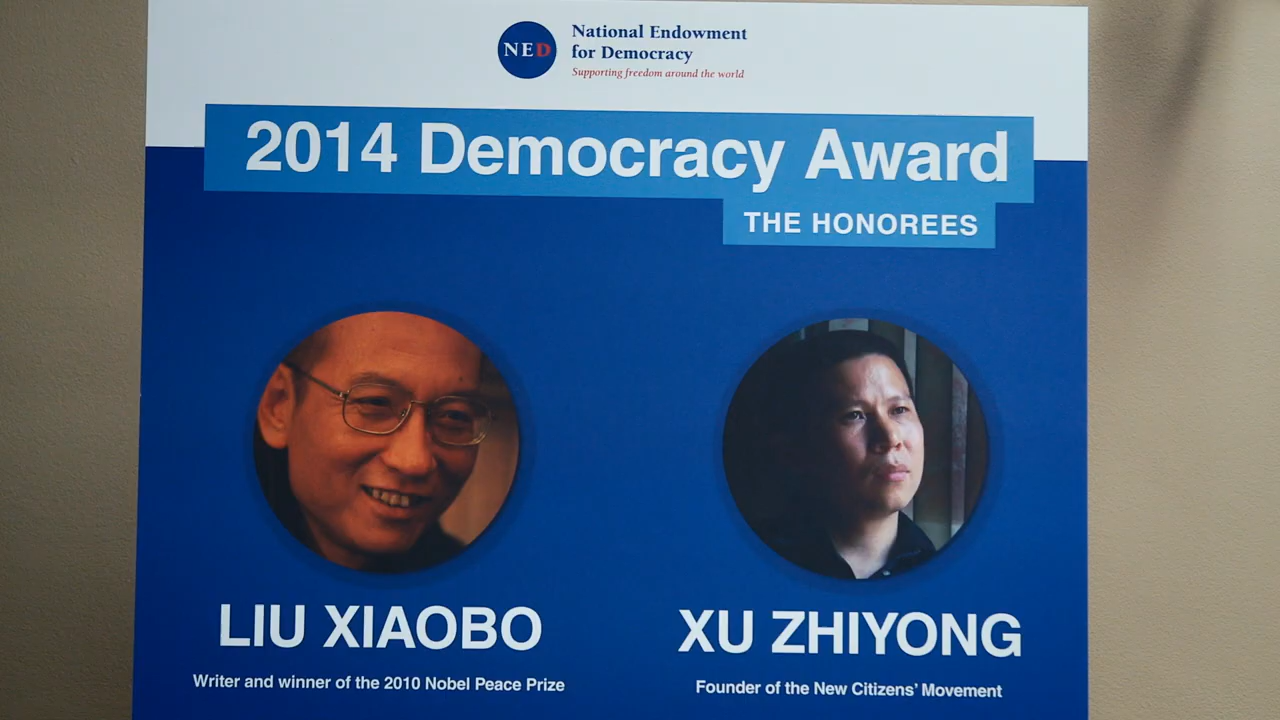 NED
National Endowment
for Democracy
Supporting freedom around the world
2014 Democracy Award
THE HONOREES
LIU XIAOBO
Writer and winner of the 2010 Nobel Peace Prize
XU ZHIYONG
Founder of the New Citizens' Movement